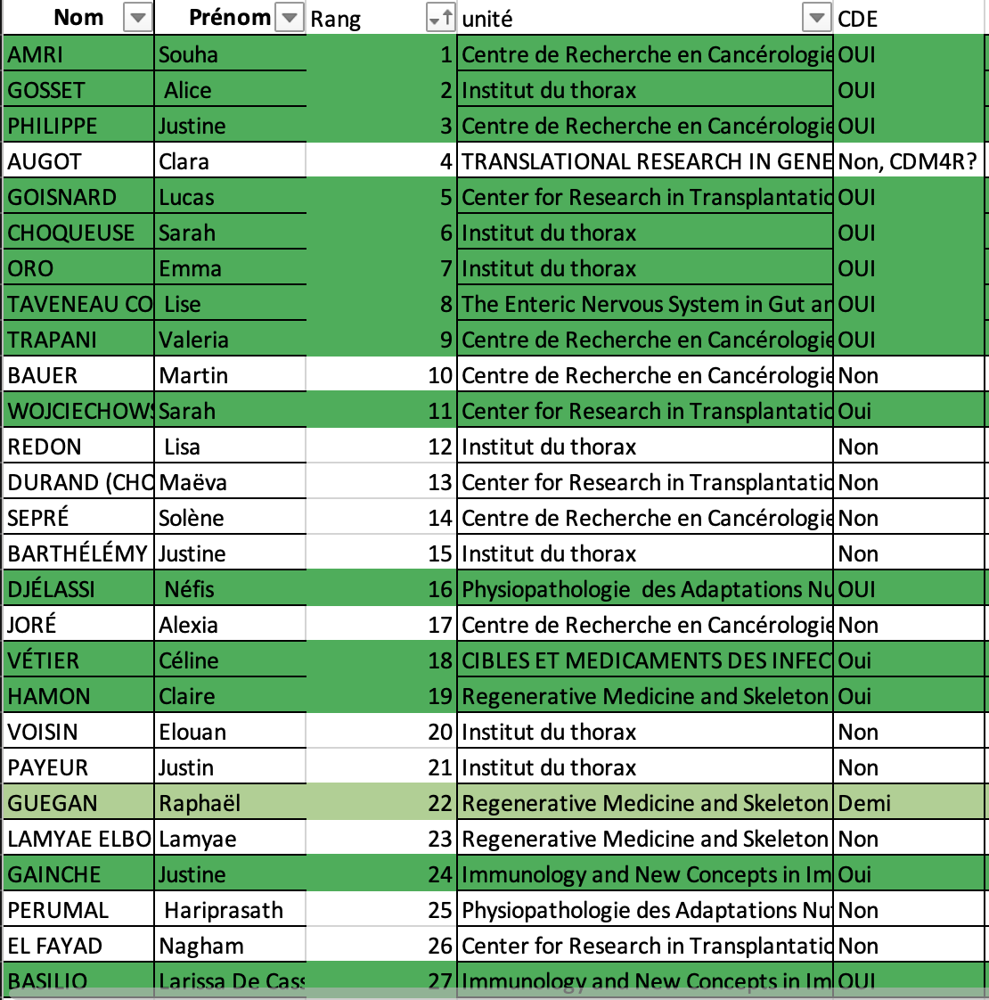 Nom Prénom Rang unité CDE
AMRI Souha 1 Centre de Recherche en Cancérologie OUI
GOSSET Alice 2 Institut du thorax OUI
PHILIPPE Justine 3 Centre de Recherche en Cancérologie OUI
AUGOT Clara 4 TRANSLATIONAL RESEARCH IN GENE Non, CDM4R?
GOISNARD Lucas 5 Center for Research in Transplantatio OUI
CHOQUEUSE Sarah 6 Institut du thorax OUI
ORO Emma 7 Institut du thorax OUI
TAVENEAU CO Lise 8 The Enteric Nervous System in Gut an OUI
TRAPANI Valeria 9 Centre de Recherche en Cancérologie OUI
BAUER Martin 10 Centre de Recherche en Cancérologie Non
WOJCIECHOWS Sarah 11 Center for Research in Transplantatio Oui
REDON Lisa 12 Institut du thorax Non
DURAND (CHO Maëva 13 Center for Research in Transplantatio Non
SEPRÉ Solène 14 Centre de Recherche en Cancérologie Non
BARTHÉLÉMY Justine 15 Institut du thorax Non
DJÉLASSI Néfis 16 Physiopathologie  des Adaptations Nu OUI
JORÉ Alexia 17 Centre de Recherche en Cancérologie Non
VÉTIER Céline 18 CIBLES ET MEDICAMENTS DES INFEC Oui
HAMON Claire 19 Regenerative Medicine and Skeleton Oui
VOISIN Elouan 20 Institut du thorax Non
PAYEUR Justin 21 Institut du thorax Non
GUEGAN Raphaël 22 Regenerative Medicine and Skeleton Demi
LAMYAE ELBO Lamyae 23 Regenerative Medicine and Skeleton Non
GAINCHE Justine 24 Immunology and New Concepts in Im Oui
PERUMAL Hariprasath 25 Physiopathologie des Adaptations Nut Non
EL FAYAD Nagham 26 Center for Research in Transplantatio Non
BASILIO Larissa De Cass 27 Immunology and New Concepts in Im OUI